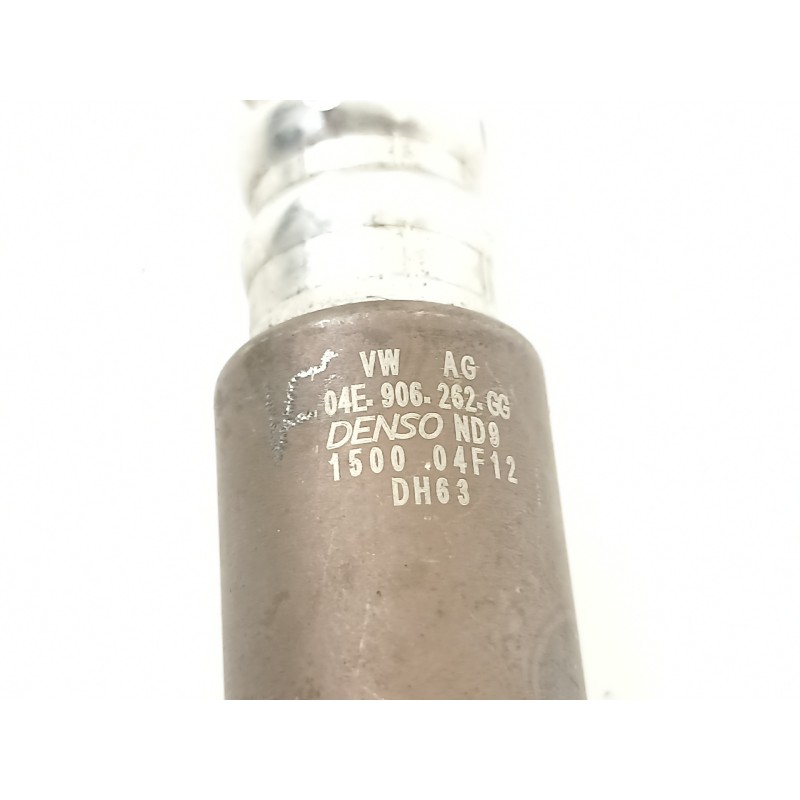 VW AG
04E-906-262-GG
DENSO ND9
1500 04F12
DH63